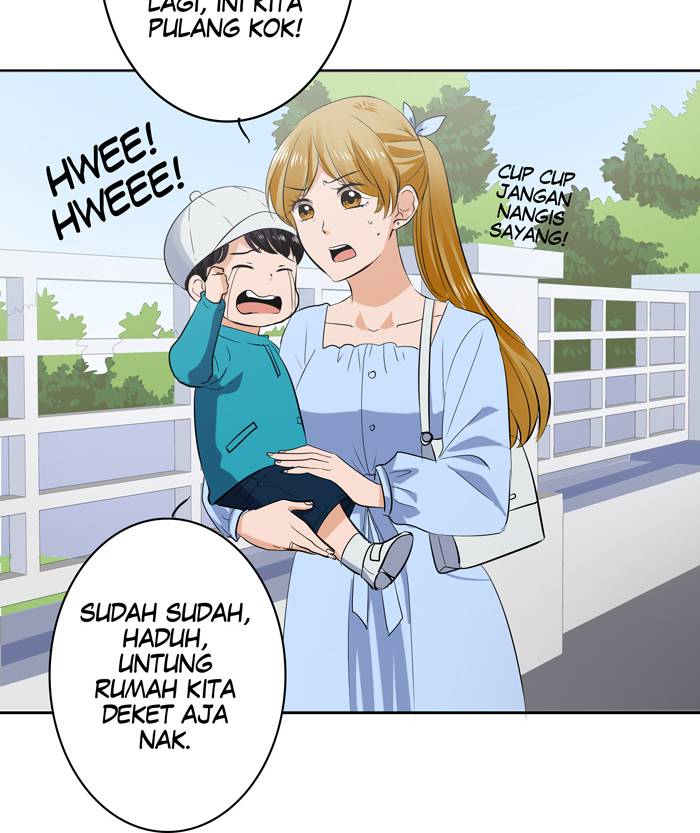 LAGI, INI KITA
PULANG KOK!
HWEE!
HWEEE!
CUP CUP
JANGAN
NANGIS
SAYANG!
SUDAH SUDAH,
HADUH,
UNTUNG
RUMAH KITA
DEKET AJA
NAK.